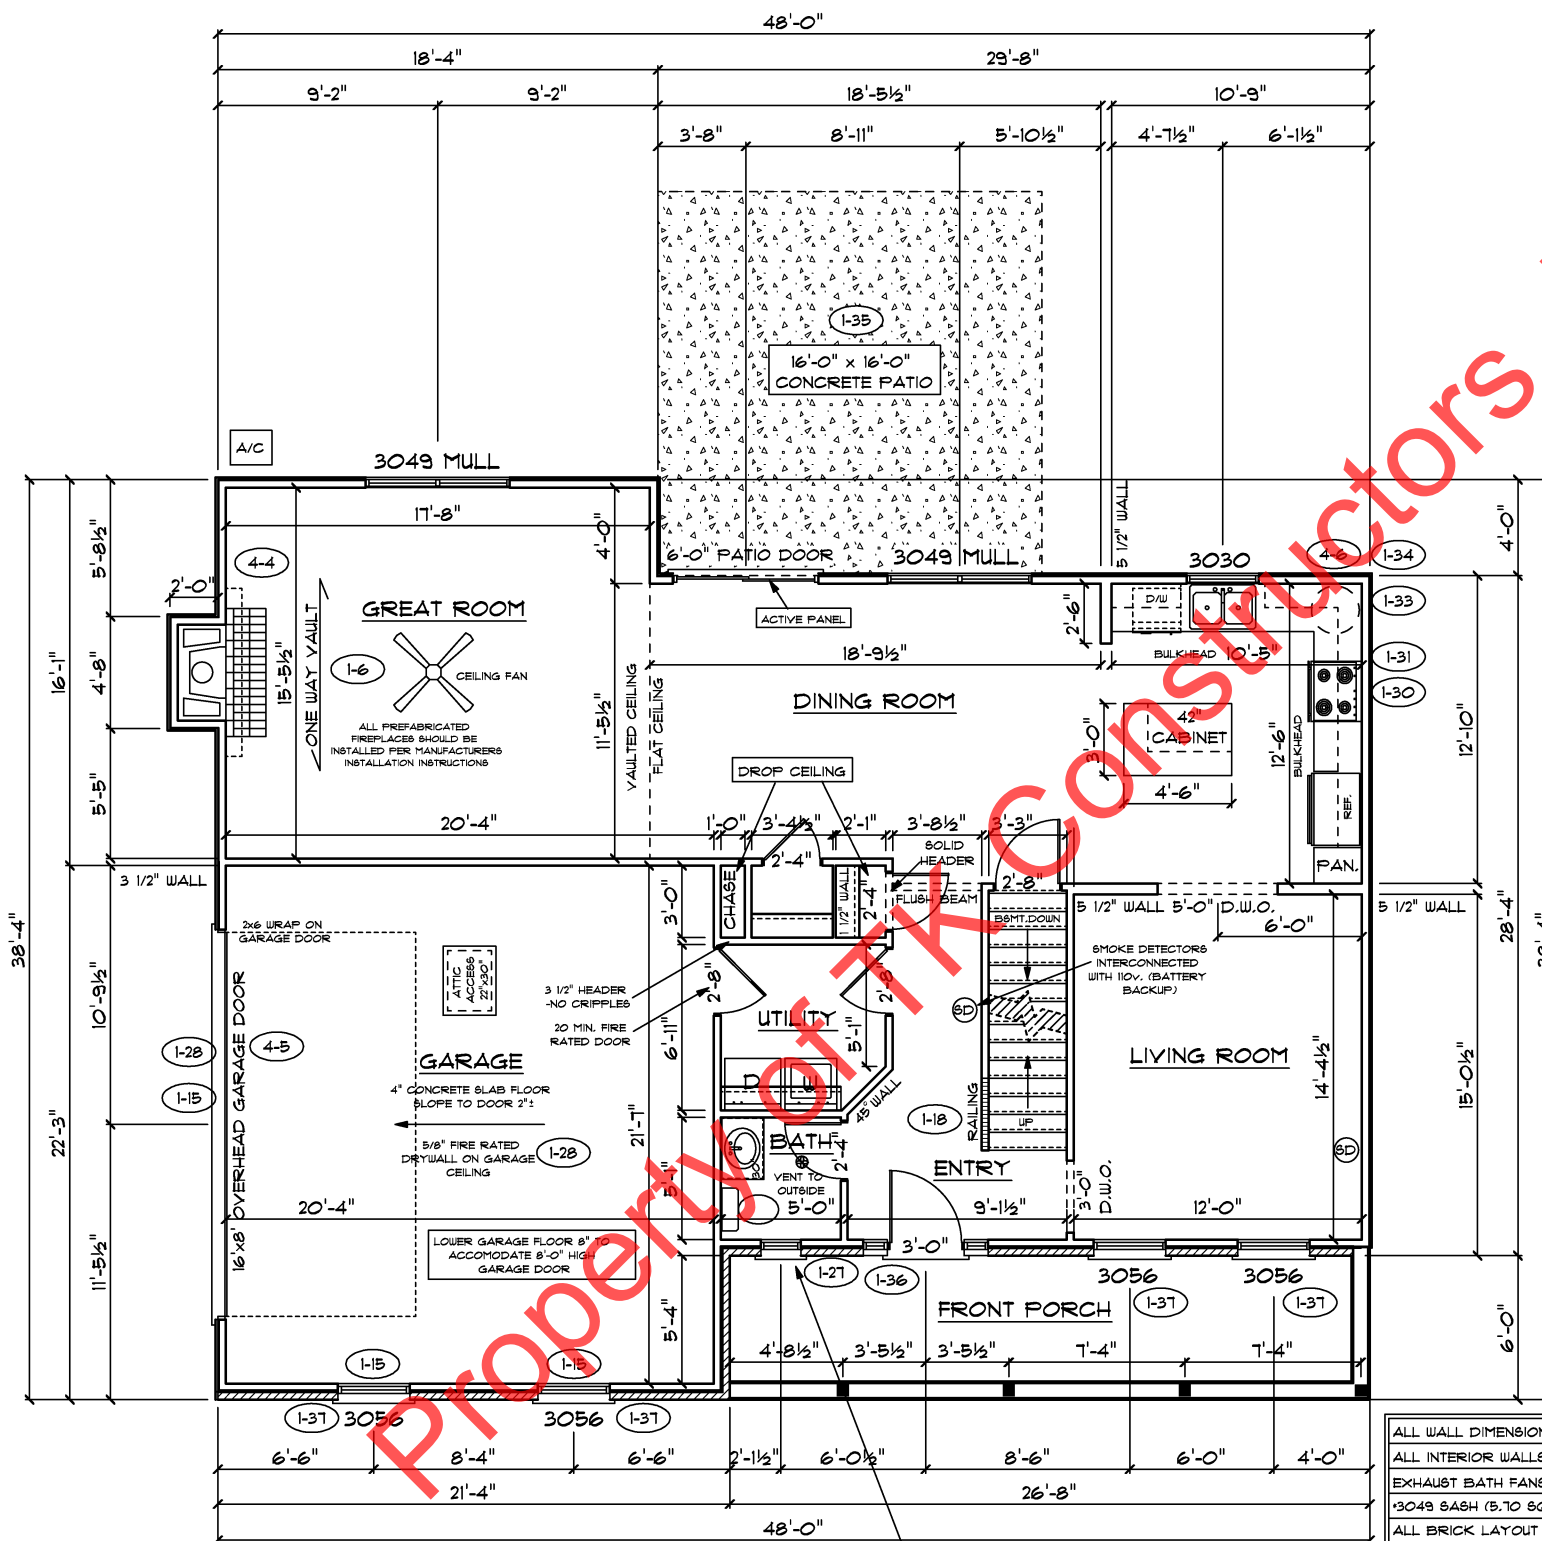 48'-0"
18'-4" 29'-8"
9'-2" 9'-2" 18'-5½" 10'-9"
3'-8" 8'-11" 5'-10½" 4'-7½" 6'-1½"
1-35
16'-0" x 16'-0"
CONCRETE PATIO
A/C
3049 MULL
5 1/2" WALL
17'-8"
4'-0"
6'-0" PATIO DOOR
3049 MULL
3030
4-6
1-34
4'-0"
5'-8½"
4-4
2'-0"
GREAT ROOM
ACTIVE PANEL
2'-6"
D/W
1-33
18'-9½"
BULKHEAD
10'-5"
1-31
1-30
16'-1"
4'-8"
15'-5½"
ONE WAY VAULT
1-6
CEILING FAN
11'-5½"
VAULTED CEILING
FLAT CEILING
DINING ROOM
ALL PREFABRICATED
FIREPLACES SHOULD BE
INSTALLED PER MANUFACTURERS
INSTALLATION INSTRUCTIONS
42"
CABINET
3'-0"
4'-6"
12'-6"
BULKHEAD
12'-10"
REF.
PAN.
DROP CEILING
5'-5"
20'-4"
1'-0" 3'-4½" 2'-1" 3'-8½" 3'-3"
SOLID
HEADER
2'-4"
2'-8"
3 1/2" WALL
CHASE
1 1/2" WALL
2'-4"
FLUSH BEAM
BSMT.DOWN
5 1/2" WALL 5'-0" D.W.O.
5 1/2" WALL
6'-0"
3'-0"
2x6 WRAP ON
GARAGE DOOR
38'-4"
28'-4"
10'-9½"
ATTIC
ACCESS
22"x30"
3 1/2" HEADER
-NO CRIPPLES
20 MIN. FIRE
RATED DOOR
2'-8"
2'-8"
SMOKE DETECTORS
INTERCONNECTED
WITH 110v. (BATTERY
BACKUP)
SD
UTILITY
6'-11"
5'-1"
1-28
4-5
GARAGE
LIVING ROOM
4" CONCRETE SLAB FLOOR
SLOPE TO DOOR 2"±
D W
45° WALL
1-15
16'x8' OVERHEAD GARAGE DOOR
1-18
RAILING
UP
14'-4½"
15'-0½"
22'-3"
21'-7"
5/8" FIRE RATED
DRYWALL ON GARAGE
CEILING
1-28
BATH
30"
2'-4"
VENT TO
OUTSIDE
5'-1"
ENTRY
3'-0"
D.W.O.
SD
20'-4" 5'-0" 9'-1½" 12'-0"
11'-5½"
LOWER GARAGE FLOOR 8" TO
ACCOMODATE 8'-0" HIGH
GARAGE DOOR
3'-0"
1-27
1-36
3056 3056
1-37 1-37
FRONT PORCH
5'-4"
6'-0"
4'-8½" 3'-5½" 3'-5½" 7'-4" 7'-4"
1-15 1-15
1-37 3056 3056 1-37
6'-6" 8'-4" 6'-6" 2'-1½" 6'-0½" 8'-6" 6'-0" 4'-0"
21'-4" 26'-8"
48'-0"
ALL WALL DIMENSION
ALL INTERIOR WALLS
EXHAUST BATH FANS
*3049 SASH (5.70 SQ
ALL BRICK LAYOUT
Property of TK Constructors